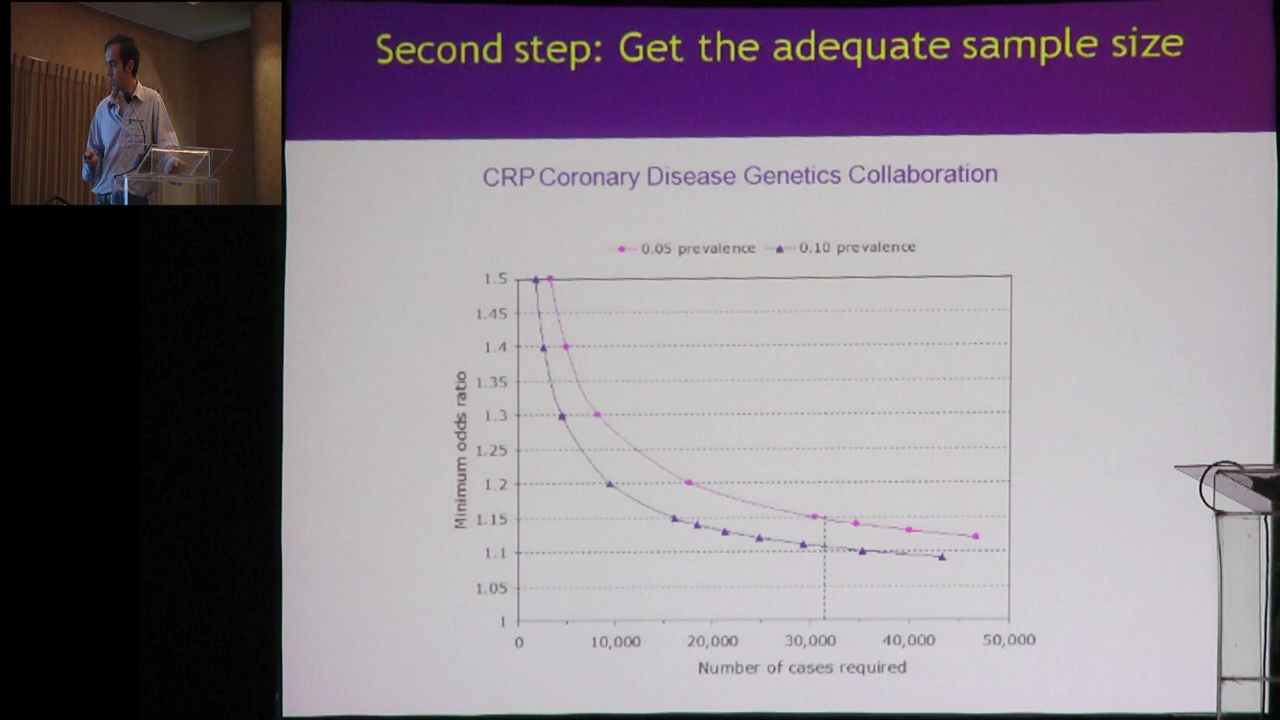 Second step: Get the adequate sample size
CRP Coronary Disease Genetics Collaboration
0.05 prevalence 0.10 prevalence
Minimum odds ratio
1.5
1.45
1.4
1.35
1.3
1.25
1.2
1.15
1.1
1.05
1
0 10,000 20,000 30,000 40,000 50,000
Number of cases required